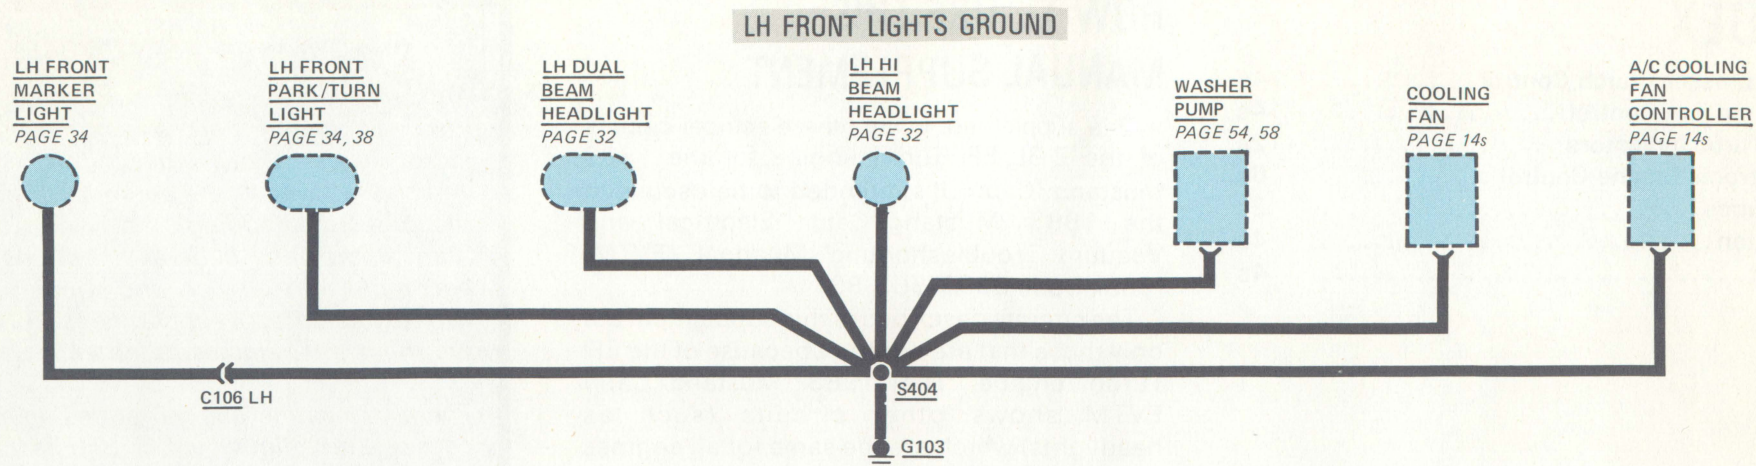 LH FRONT LIGHTS GROUND
LH FRONT
MARKER
LIGHT
PAGE 34
LH FRONT
PARK/TURN
LIGHT
PAGE 34, 38
LH DUAL
BEAM
HEADLIGHT
PAGE 32
LH HI
BEAM
HEADLIGHT
PAGE 32
WASHER
PUMP
PAGE 54, 58
COOLING
FAN
PAGE 14s
A/C COOLING
FAN
CONTROLLER
PAGE 14s
C106 LH
S404
G103